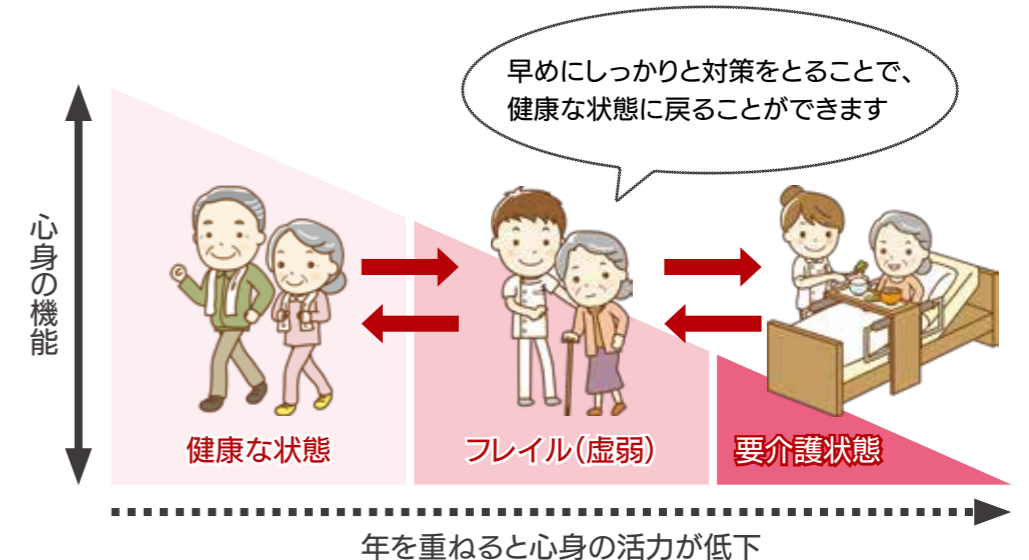 早めにしっかりと対策をとることで、
健康な状態に戻ることができます
心身の機能
健康な状態
フレイル（虚弱）
要介護状態
年を重ねると心身の活力が低下